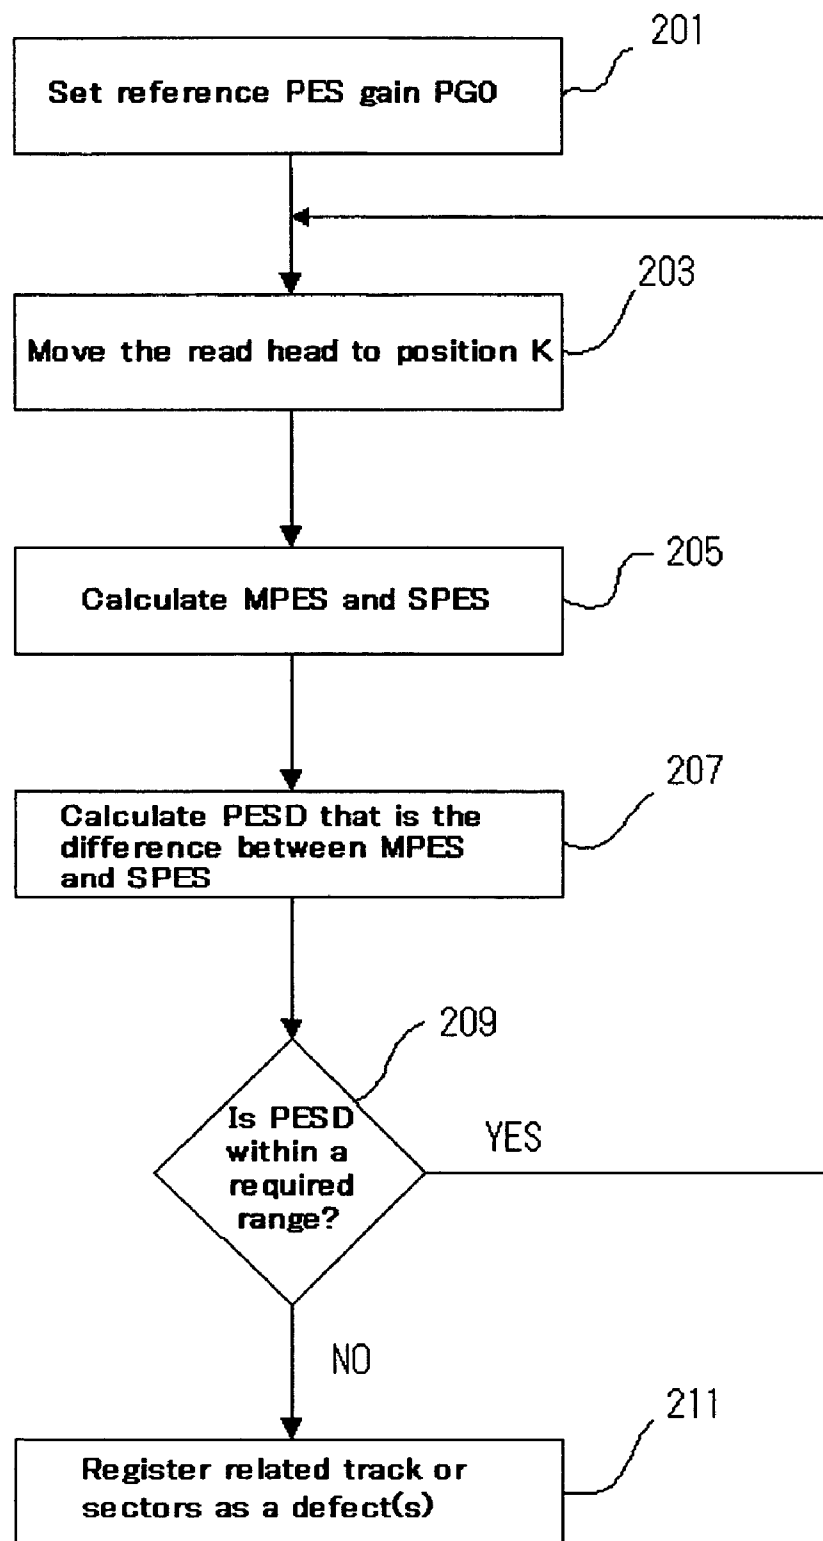 201
Set reference PES gain PG0
203
Move the read head to position K
205
Calculate MPES and SPES
207
Calculate PESD that is the
difference between MPES
and SPES
209
Is PESD
within a
required
range?
YES
NO
211
Register related track or
sectors as a defect(s)